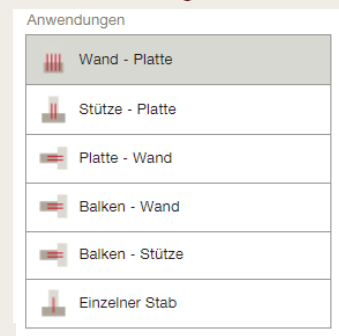 Anwendungen
Wand - Platte
Stütze - Platte
Platte - Wand
Balken - Wand
Balken - Stütze
Einzelner Stab